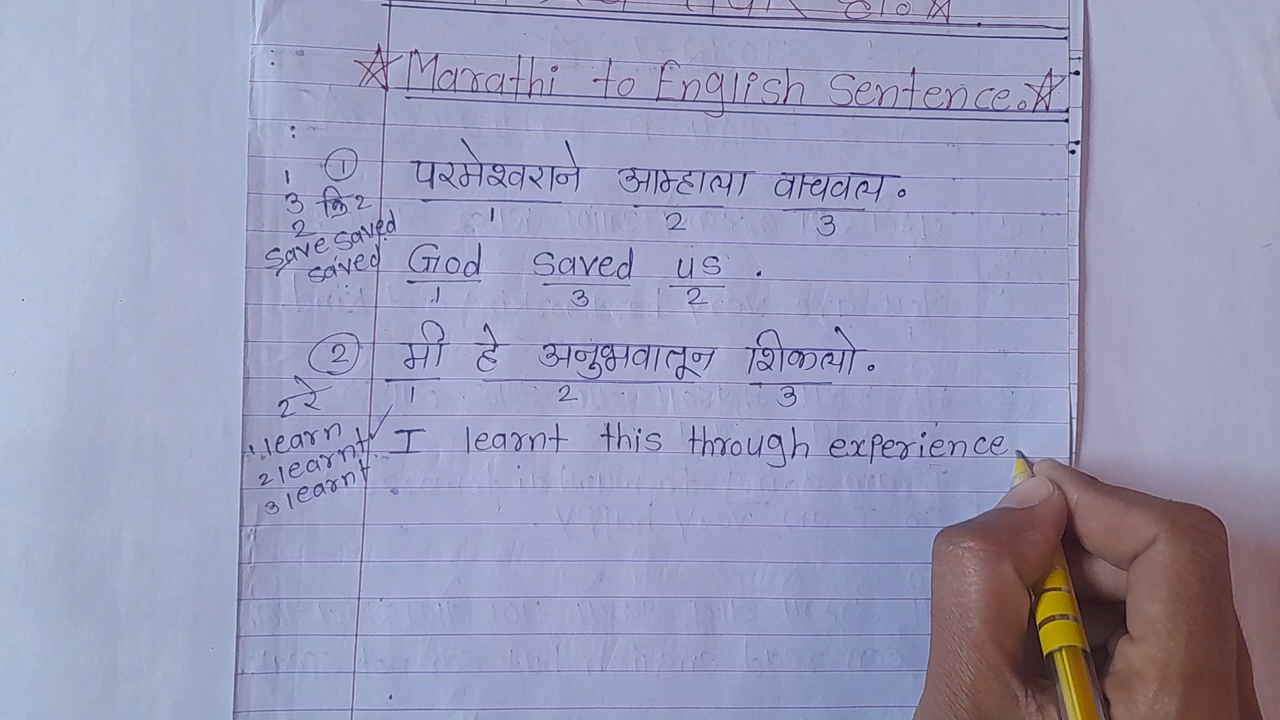 ☆ Marathi to English Sentence. ☆
① परमेश्वराने आम्हाला वाचवलं.
1 2 3
1
3 क्रि 2
2
save saved
saved
God saved us.
1 3 2
② मी हे अनुभवातून शिकलो.
1 2 3
2 रे
1. learn
2 learnt
3 learnt
I learnt this through experience.